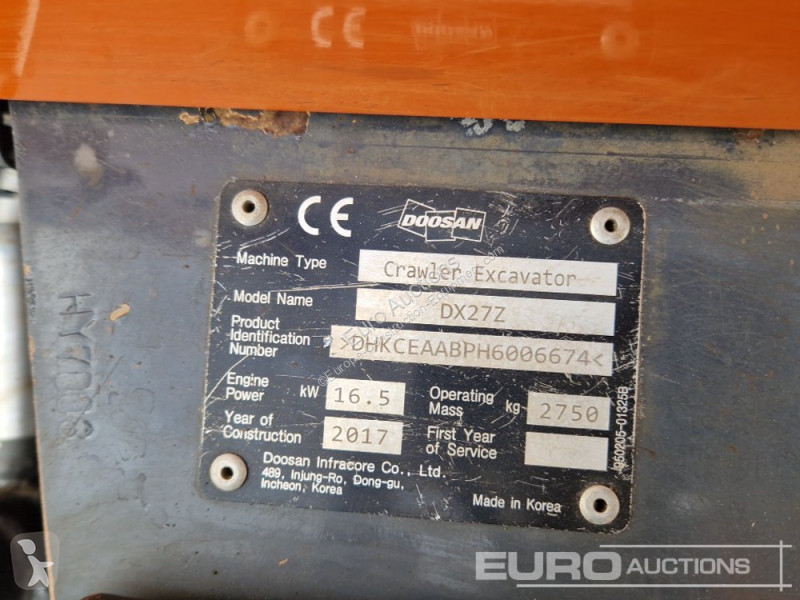 CE
CE DOOSAN
Machine Type Crawler Excavator
Model Name DX27Z
Product
Identification >DHKCEAABPH6006674<
Number
Engine
Power kW 16.5 Operating
Mass kg 2750
Year of
Construction 2017 First Year
of Service
Doosan Infracore Co., Ltd.
489, Injung-Ro, Dong-gu,
Incheon, Korea
Made in Korea
950205-01325B
EURO AUCTIONS